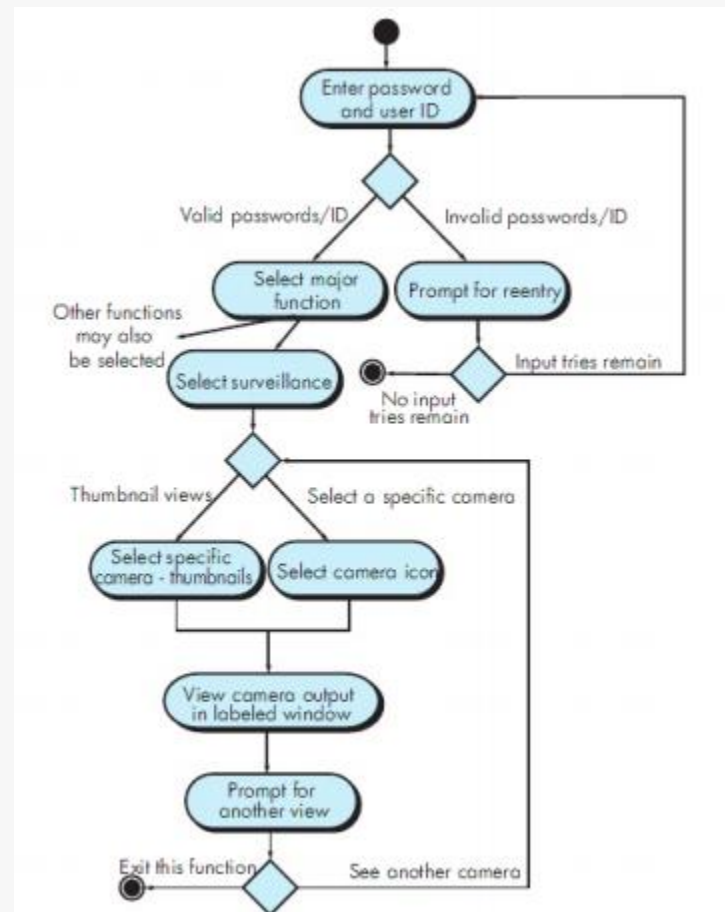 Enter password
and user ID
Valid passwords/ID
Invalid passwords/ID
Select major
function
Prompt for reentry
Other functions
may also
be selected
Select surveillance
Input tries remain
No input
tries remain
Thumbnail views
Select a specific camera
Select specific
camera - thumbnails
Select camera icon
View camera output
in labeled window
Prompt for
another view
Exit this function
See another camera